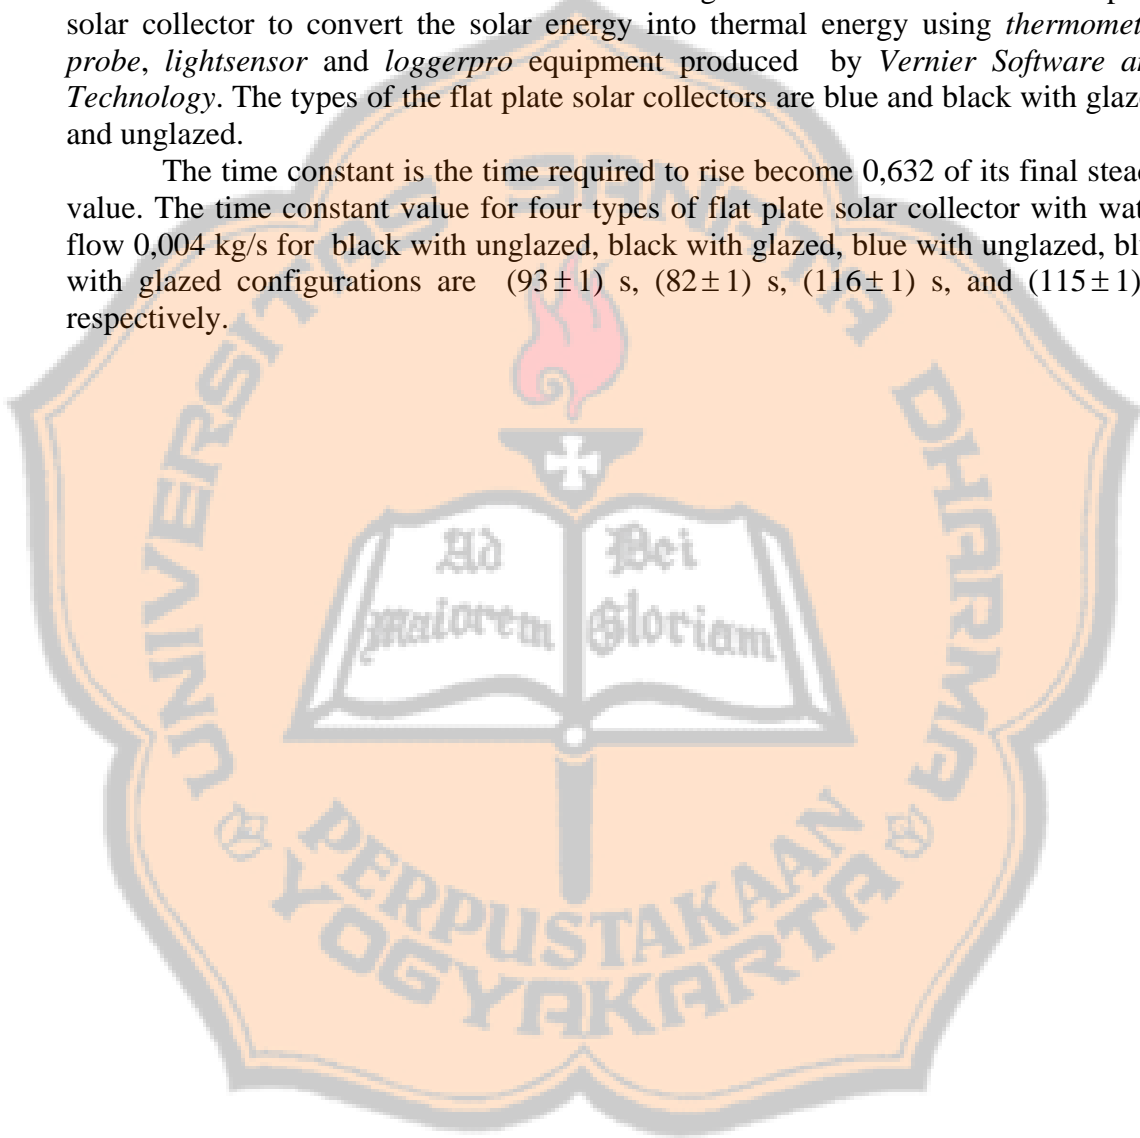 solar collector to convert the solar energy into thermal energy using
probe, lightsensor and loggerpro equipment produced by Vernier Software
Technology. The types of the flat plate solar collectors are blue and black with
and unglazed.
The time constant is the time required to rise become 0,632 of its final
value. The time constant value for four types of flat plate solar collector with
flow 0,004 kg/s for black with unglazed, black with glazed, blue with unglazed,
with glazed configurations are (93 ± 1) s, (82 ± 1) s, (116 ± 1) s, and (115 ± 1)
respectively.
UNIVERSITAS SANATA DHARMA
Ad Dei
maiorem Gloriam
PERPUSTAKAAN
YOGYAKARTA